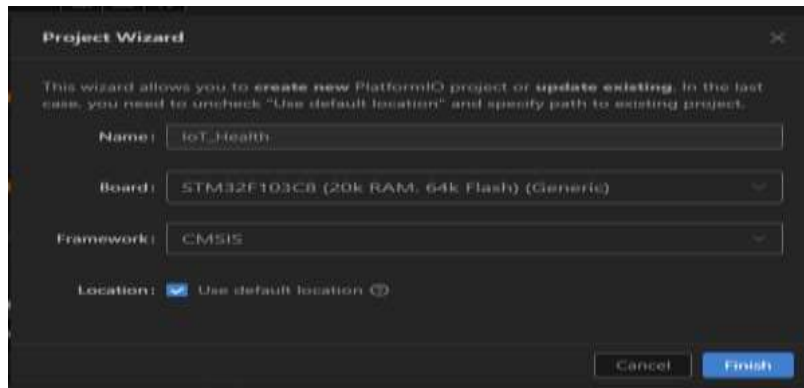 Project Wizard
This wizard allows you to create new PlatformIO project or update existing. In the last
case, you need to uncheck "Use default location" and specify path to existing project.
Name: IoT_Health
Board: STM32F103C8 (20k RAM. 64k Flash) (Generic)
Framework: CMSIS
Location: Use default location
Cancel Finish